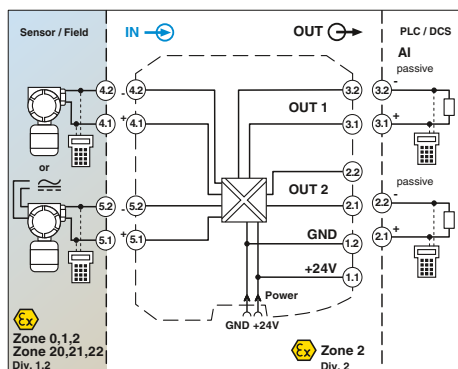 Sensor / Field
IN
OUT
PLC / DCS
AI
passive
4.2
-
4.2
3.2
3.2
-
OUT 1
4.1
+
4.1
3.1
3.1
+
or
2.2
passive
OUT 2
5.2
-
5.2
2.1
2.2
-
GND
5.1
+
5.1
1.2
2.1
+
+24V
1.1
Power
GND +24V
Ex
Zone 0,1,2
Zone 20,21,22
Div. 1,2
Ex
Zone 2
Div. 2